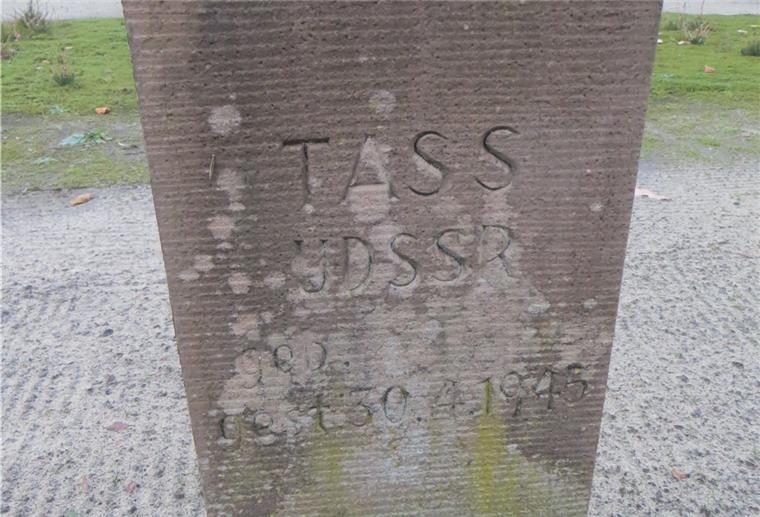 TASS
UDSSR
geb.
gest. 30.4.1945